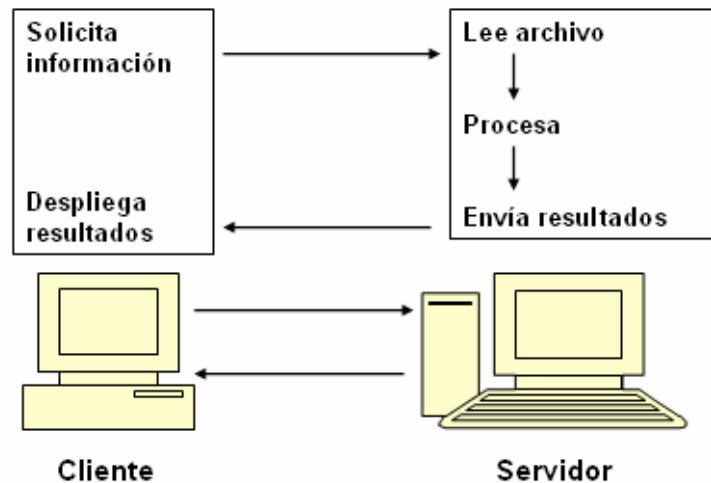 Solicita
información
Despliega
resultados
Lee archivo
Procesa
Envía resultados
Cliente
Servidor